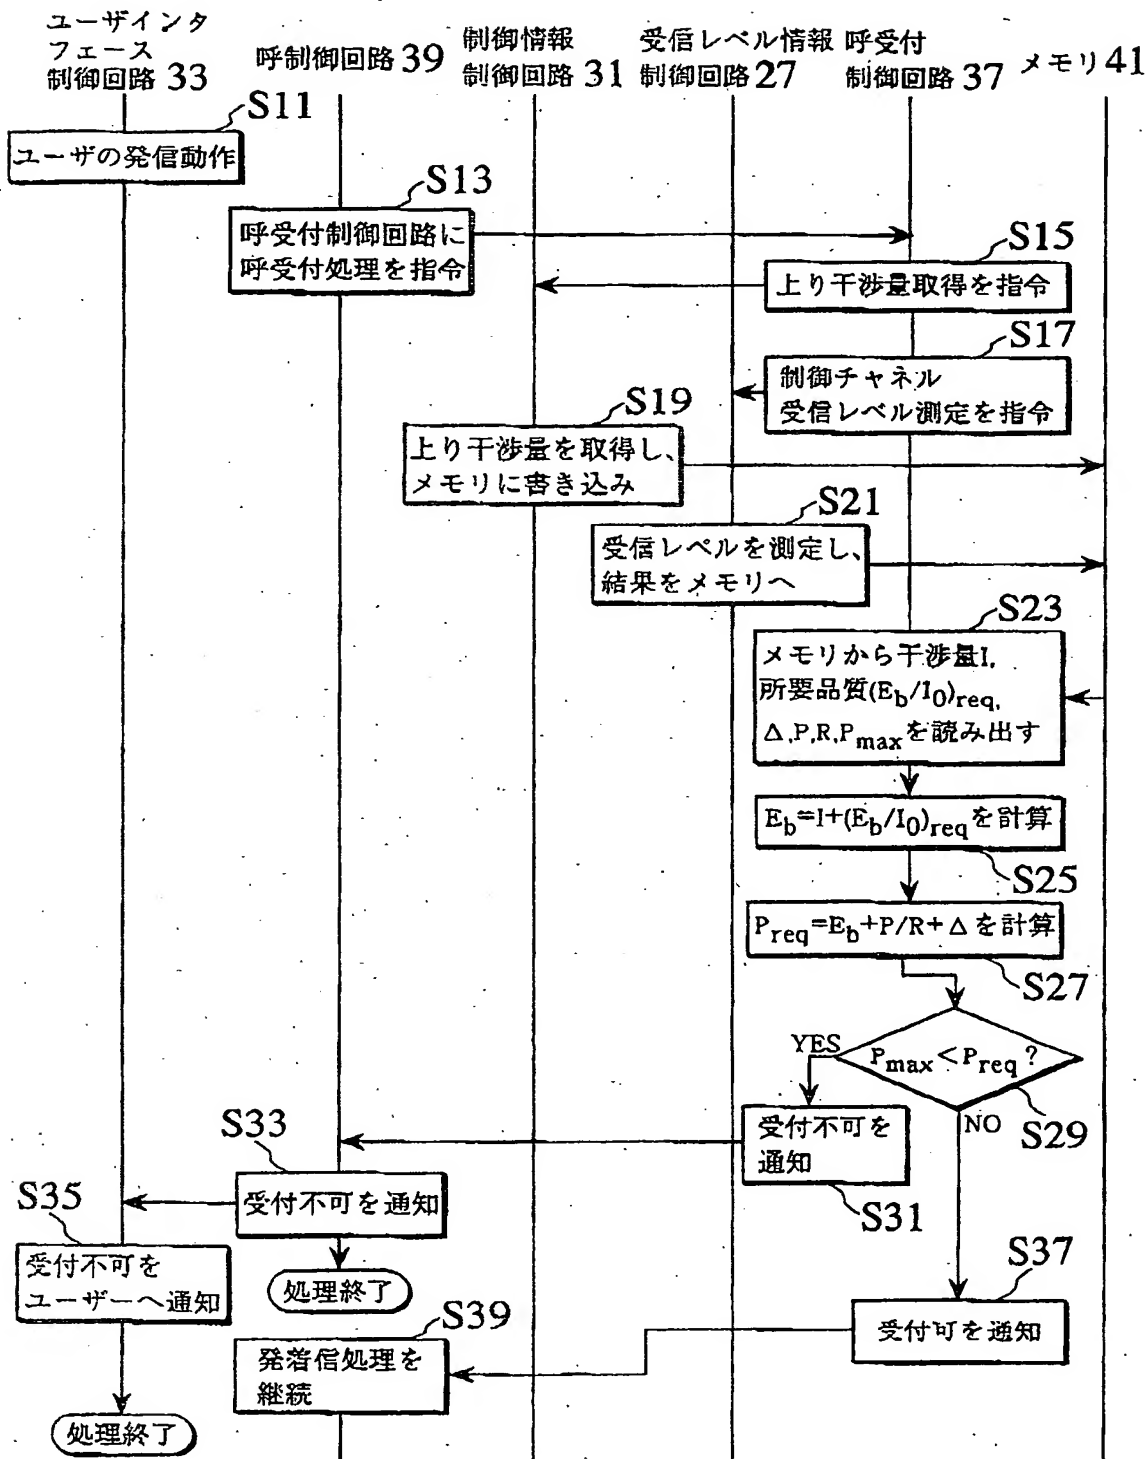 ユーザインタ
フェース
制御回路 33
呼制御回路 39
制御情報
制御回路 31
受信レベル情報
制御回路 27
呼受付
制御回路 37
メモリ 41
S11
ユーザの発信動作
S13
呼受付制御回路に
呼受付処理を指令
S15
上り干渉量取得を指令
S17
制御チャネル
受信レベル測定を指令
S19
上り干渉量を取得し、
メモリに書き込み
S21
受信レベルを測定し、
結果をメモリへ
S23
メモリから干渉量I,
所要品質(Eb/I0)req,
Δ,P,R,Pmaxを読み出す
Eb=I+(Eb/I0)reqを計算
S25
Preq=Eb+P/R+Δを計算
S27
Pmax<Preq?
YES
NO
S29
受付不可を
通知
S31
S33
受付不可を通知
処理終了
S35
受付不可を
ユーザーへ通知
処理終了
S37
受付可を通知
S39
発着信処理を
継続